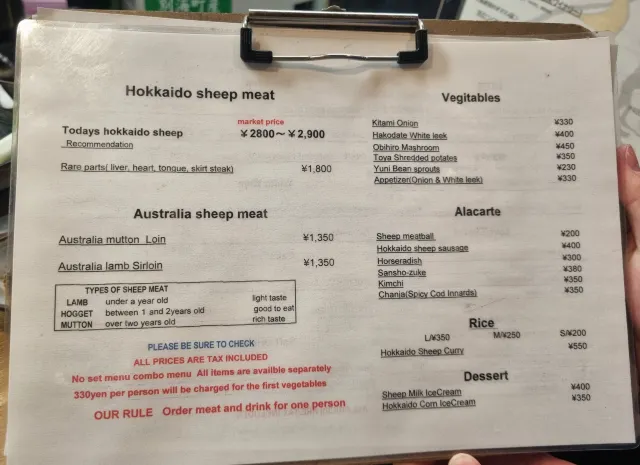 Hokkaido sheep meat
market price
Todays hokkaido sheep ￥2800～￥2,900
Recommendation
Rare parts( liver, heart, tongue, skirt steak) ¥1,800
Australia sheep meat
Australia mutton Loin ¥1,350
Australia lamb Sirloin ¥1,350
TYPES OF SHEEP MEAT
LAMB under a year old light taste
HOGGET between 1 and 2years old good to eat
MUTTON over two years old rich taste
PLEASE BE SURE TO CHECK
ALL PRICES ARE TAX INCLUDED
No set menu combo menu All items are availble separately
330yen per person will be charged for the first vegetables
OUR RULE Order meat and drink for one person
Vegitables
Kitami Onion ¥330
Hakodate White leek ¥400
Obihiro Mashroom ¥450
Toya Shredded potates ¥350
Yuni Bean sprouts ¥230
Appetizer(Onion & White leek) ¥330
Alacarte
Sheep meatball ¥200
Hokkaido sheep sausage ¥400
Horseradish ¥300
Sansho-zuke ¥380
Kimchi ¥350
Chanja(Spicy Cod Innards) ¥350
Rice
L/¥350 M/¥250 S/¥200
Hokkaido Sheep Curry ¥550
Dessert
Sheep Milk IceCream ¥400
Hokkaido Corn IceCream ¥350